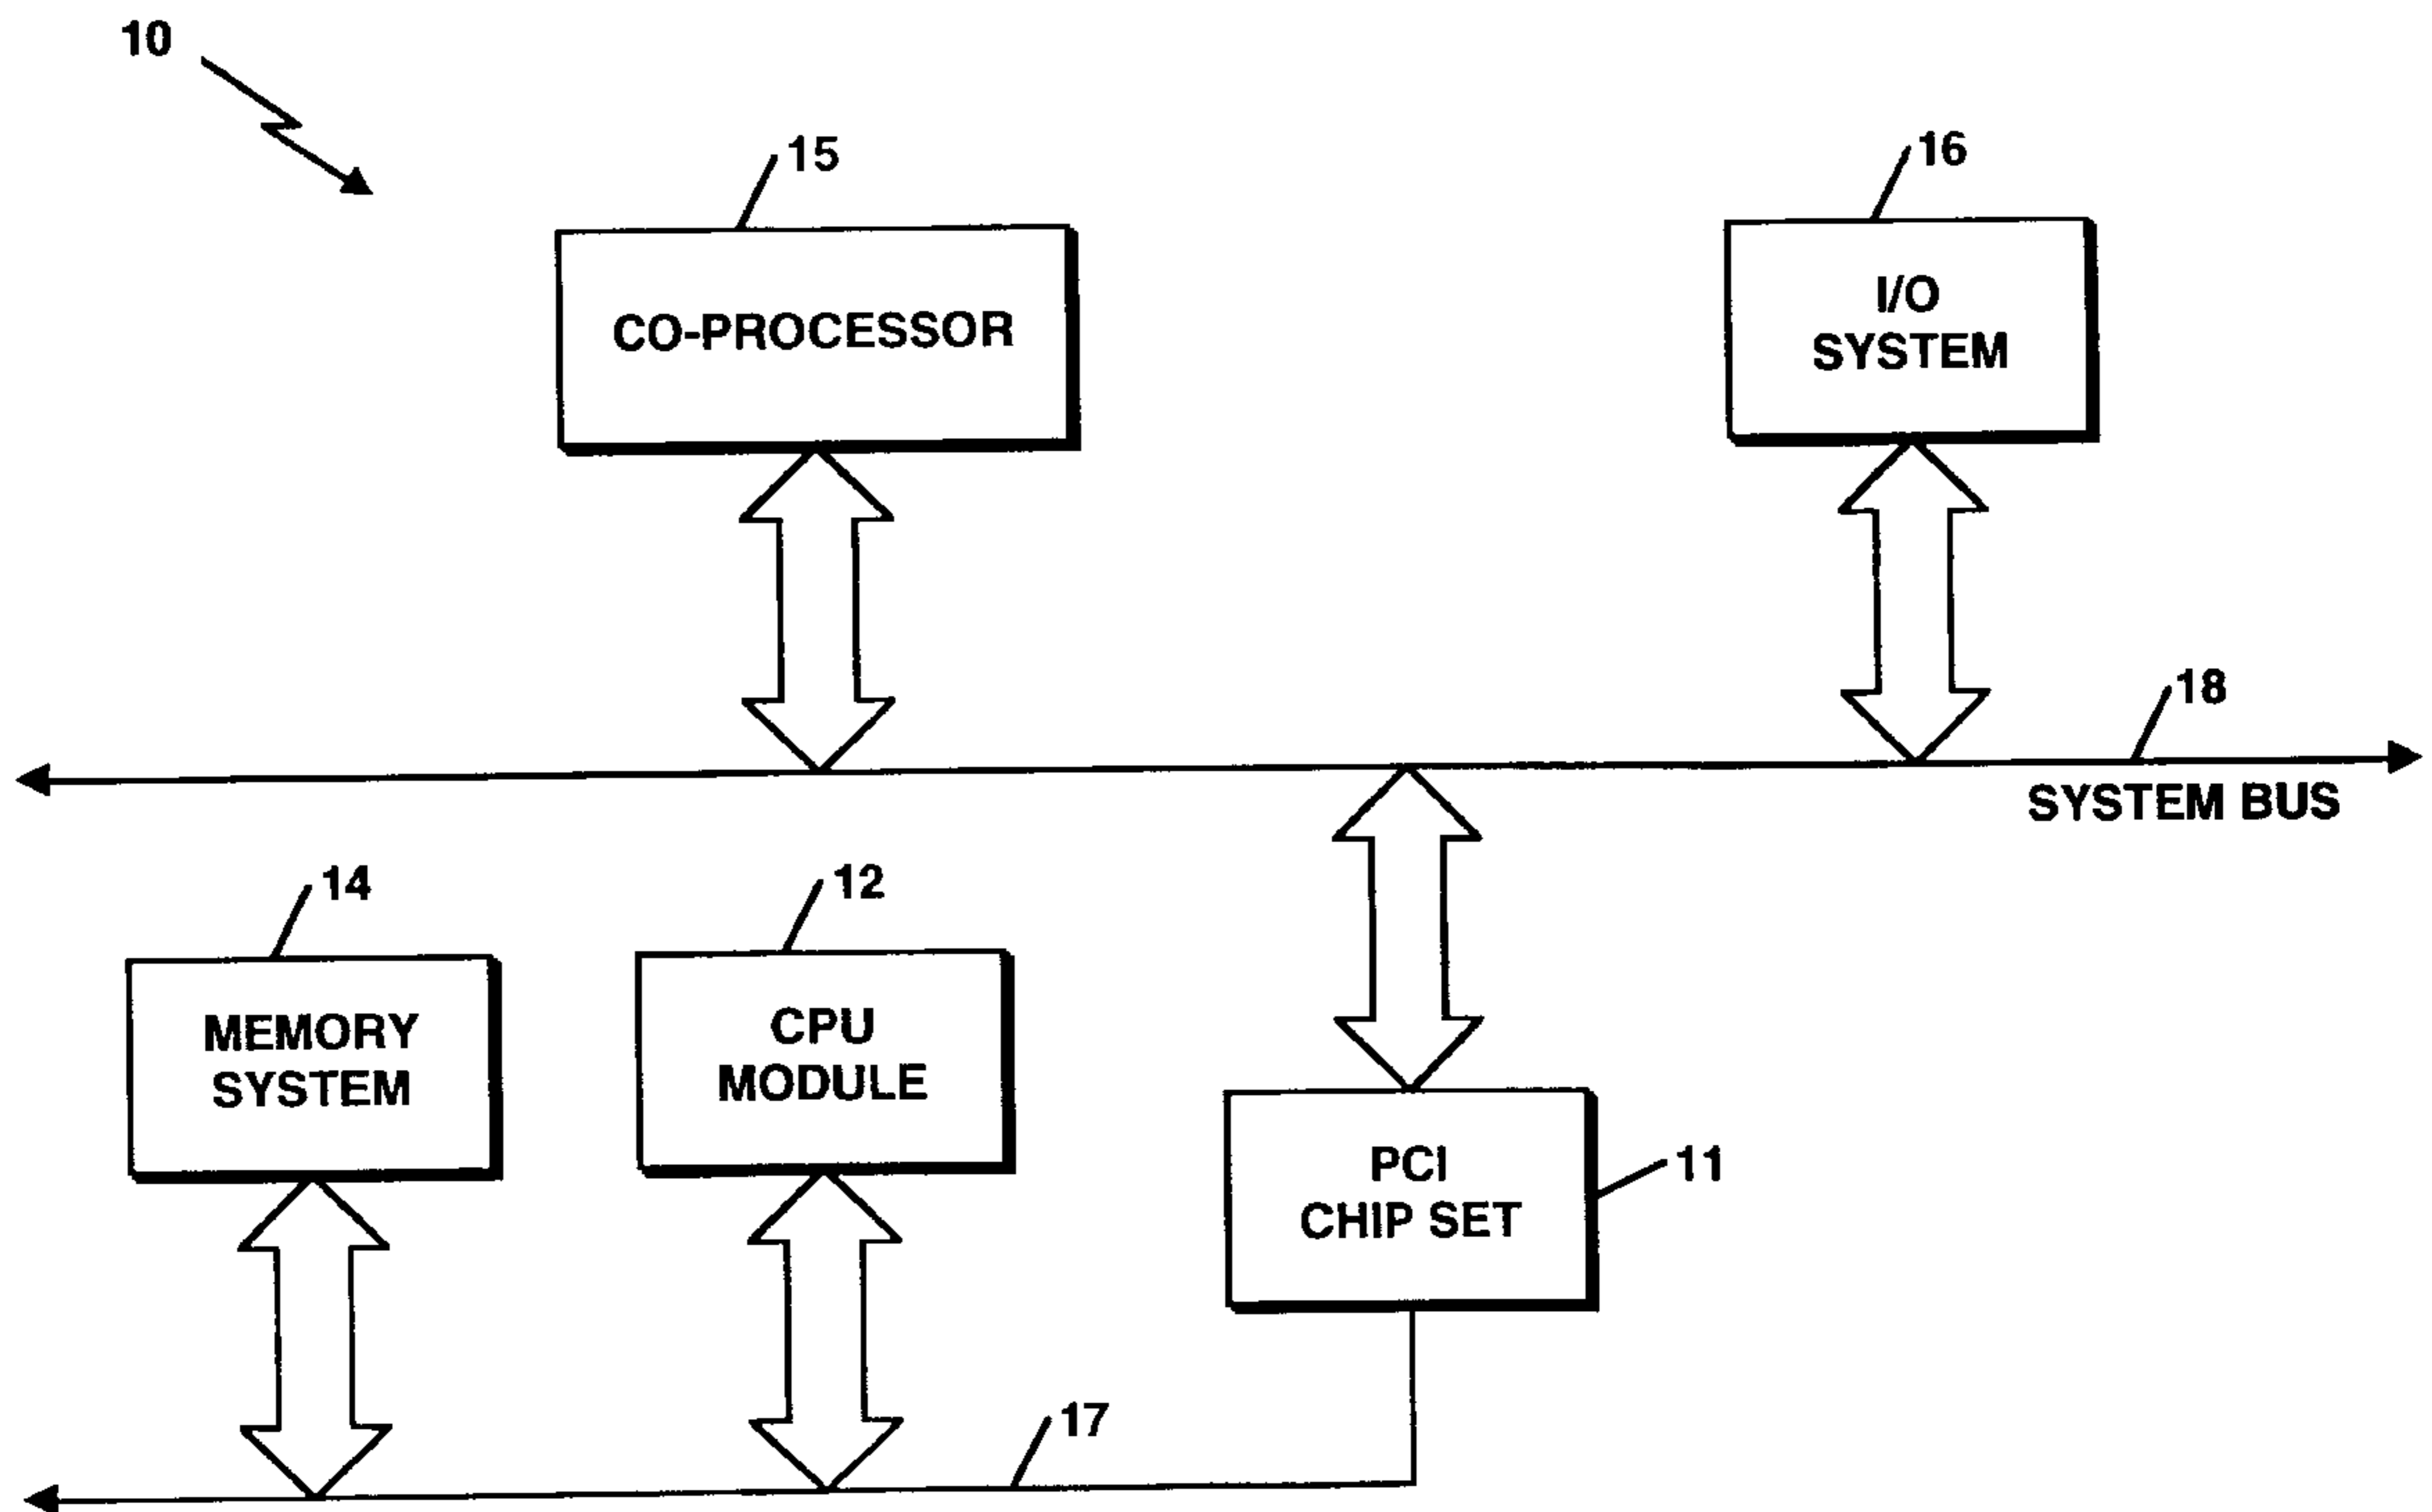 10
15
16
CO-PROCESSOR
I/O
SYSTEM
18
SYSTEM BUS
14
12
MEMORY
SYSTEM
CPU
MODULE
PCI
CHIP SET
11
17